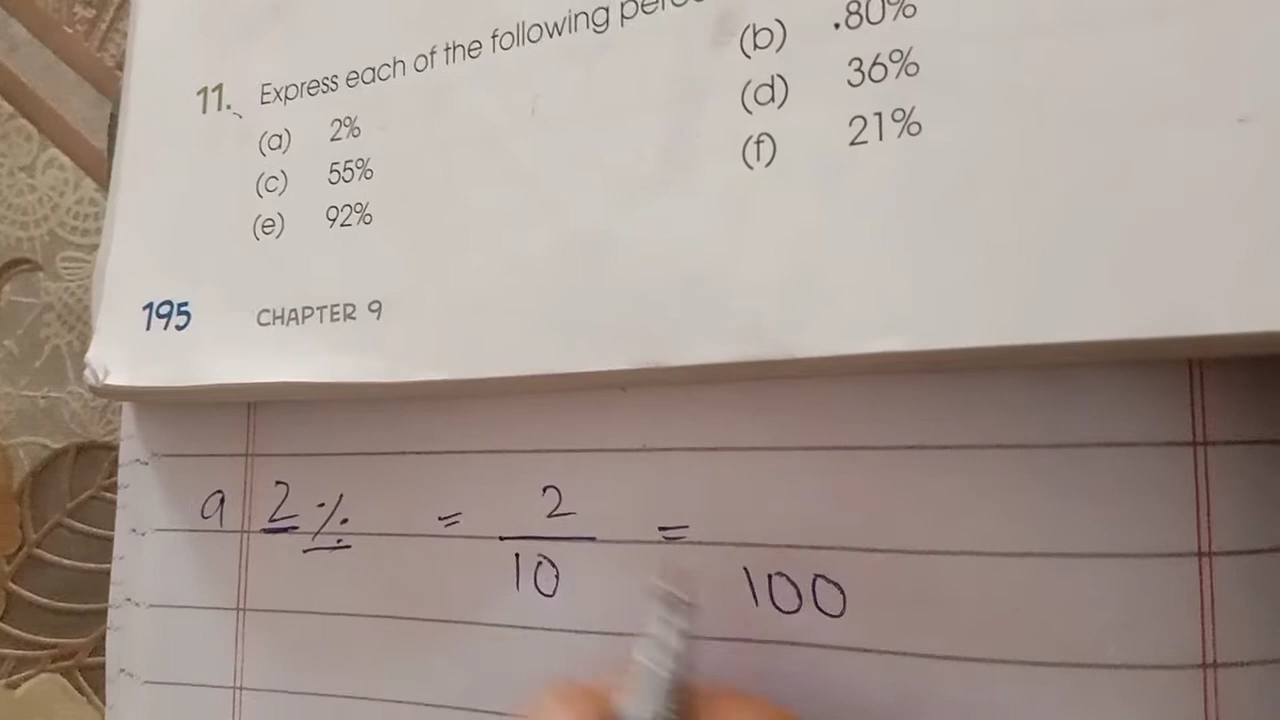 11. Express each of the following
(a) 2% (b) .80%
(c) 55% (d) 36%
(e) 92% (f) 21%
195 CHAPTER 9
a 2% = 2/10 = 100